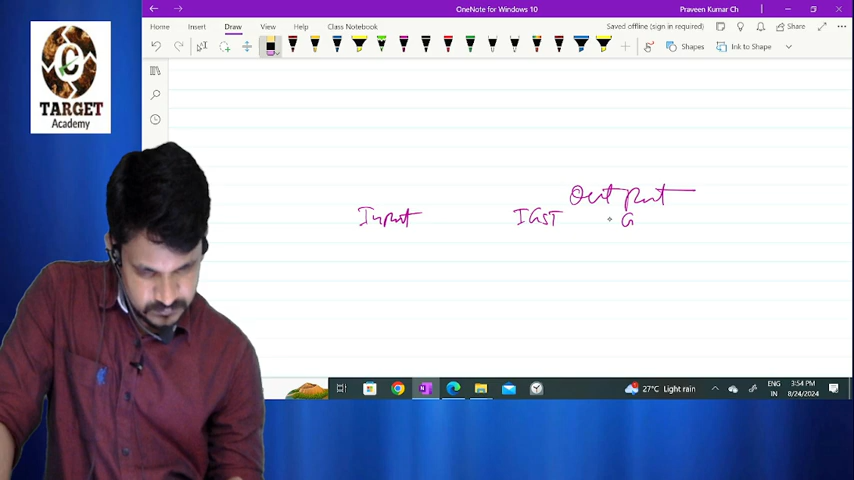 OneNote for Windows 10
Praveen Kumar Ch
Home Insert Draw View Help Class Notebook
Saved offline (sign in required)
Share
Shapes
Ink to Shape
TARGET
Academy
Output
Input IGST G
27°C Light rain
ENG
IN
3:54 PM
8/24/2024